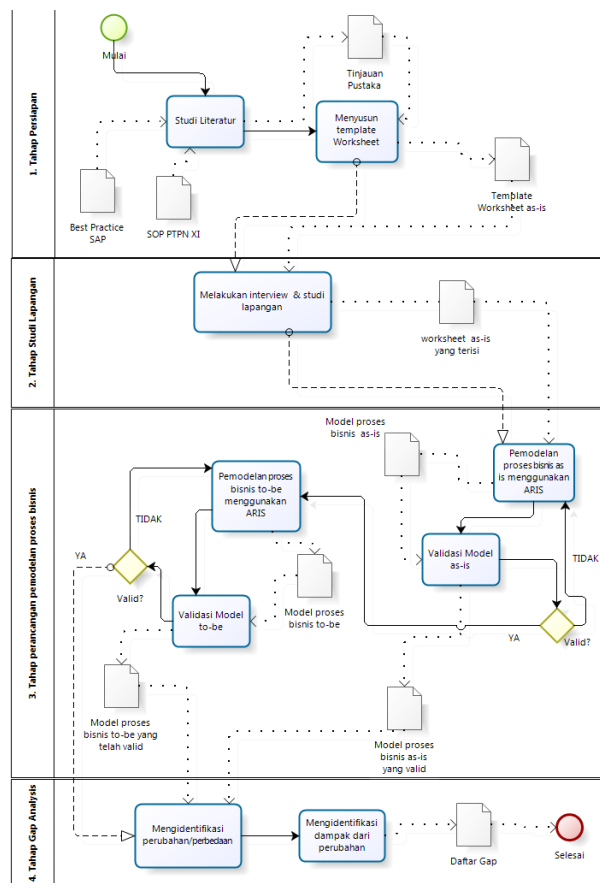 1. Tahap Persiapan
Mulai
Studi Literatur
Tinjauan
Pustaka
Menyusun
template
Worksheet
Best Practice
SAP
SOP PTPN XI
Template
Worksheet as-is
2. Tahap Studi Lapangan
Melakukan interview & studi
lapangan
worksheet as-is
yang terisi
3. Tahap perancangan pemodelan proses bisnis
Model proses
bisnis as-is
Pemodelan
proses bisnis as
is menggunakan
ARIS
Pemodelan proses
bisnis to-be
menggunakan
ARIS
TIDAK
YA
Valid?
Validasi Model
to-be
Model proses
bisnis to-be
Validasi Model
as-is
TIDAK
YA
Valid?
Model proses
bisnis to-be yang
telah valid
Model proses
bisnis as-is
yang valid
4. Tahap Gap Analysis
Mengidentifikasi
perubahan/perbedaan
Mengidentifikasi
dampak dari
perubahan
Daftar Gap
Selesai